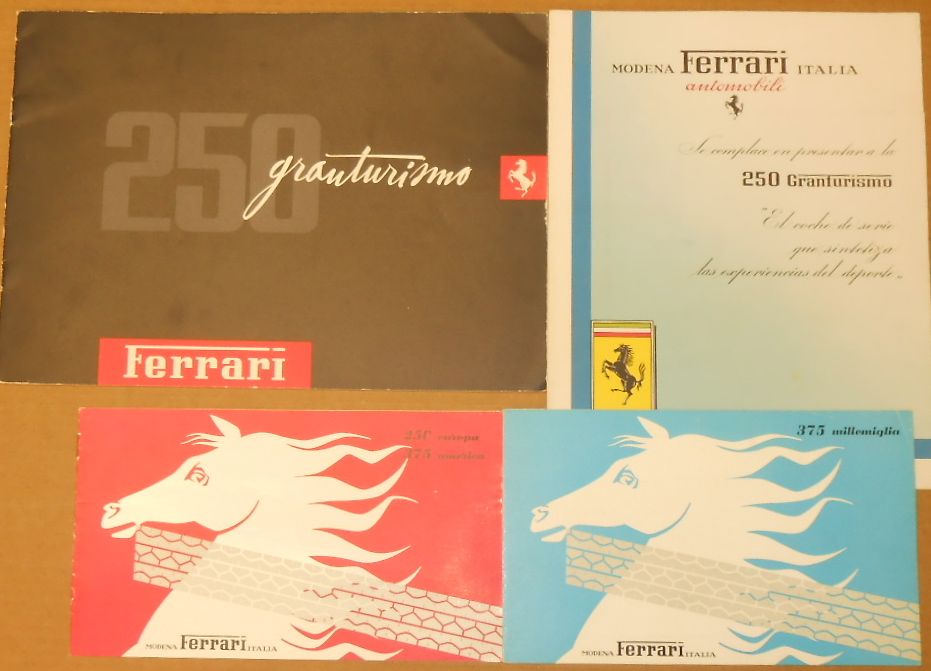 250
granturismo
Ferrari
MODENA Ferrari ITALIA
automobili
Se complace en presentar a la
250 Granturismo
"El coche de serie
que sintetiza
las experiencias del deporte"
250 europa
375 america
MODENA Ferrari ITALIA
375 millemiglia
MODENA Ferrari ITALIA